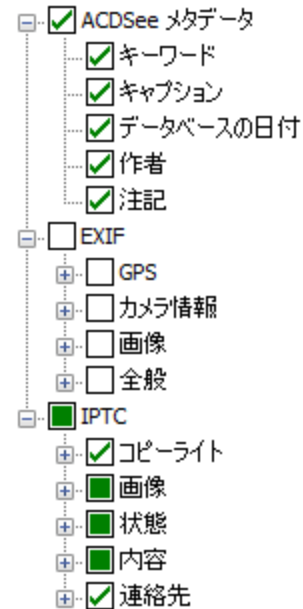 ACDSee メタデータ
キーワード
キャプション
データベースの日付
作者
注記
EXIF
GPS
カメラ情報
画像
全般
IPTC
コピーライト
画像
状態
内容
連絡先